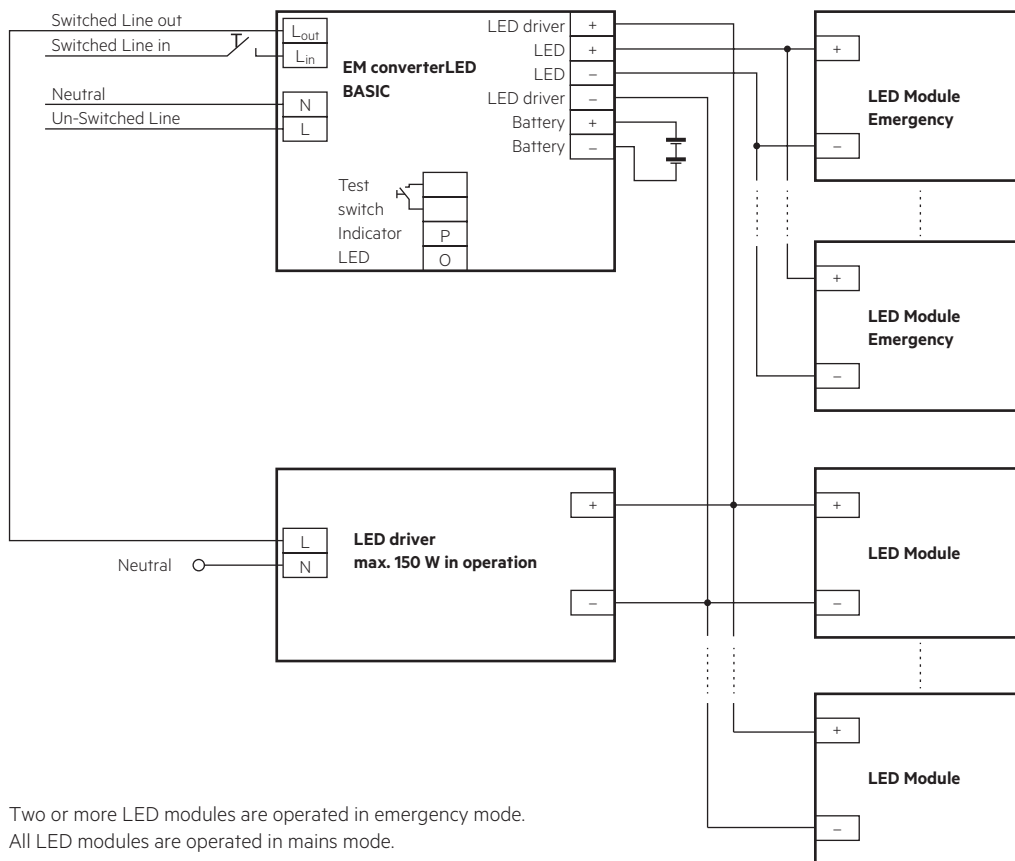 Switched Line out
Switched Line in
Neutral
Un-Switched Line
Lout
Lin
N
L
EM converterLED
BASIC
LED driver +
LED +
LED –
LED driver –
Battery +
Battery –
Test
switch
Indicator P
LED O
+
LED Module
Emergency
–
+
LED Module
Emergency
–
L
N
Neutral
LED driver
max. 150 W in operation
+
–
+
LED Module
–
+
LED Module
–
Two or more LED modules are operated in emergency mode.
All LED modules are operated in mains mode.